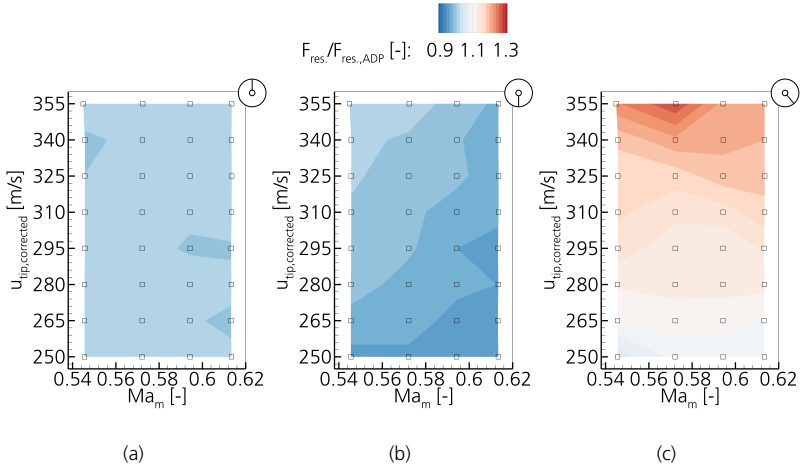 F_res./F_res.,ADP [-]: 0.9 1.1 1.3
355
340
325
310
295
280
265
250
u_tip,corrected [m/s]
0.54 0.56 0.58 0.6 0.62
Ma_m [-]
(a)
355
340
325
310
295
280
265
250
u_tip,corrected [m/s]
0.54 0.56 0.58 0.6 0.62
Ma_m [-]
(b)
355
340
325
310
295
280
265
250
u_tip,corrected [m/s]
0.54 0.56 0.58 0.6 0.62
Ma_m [-]
(c)